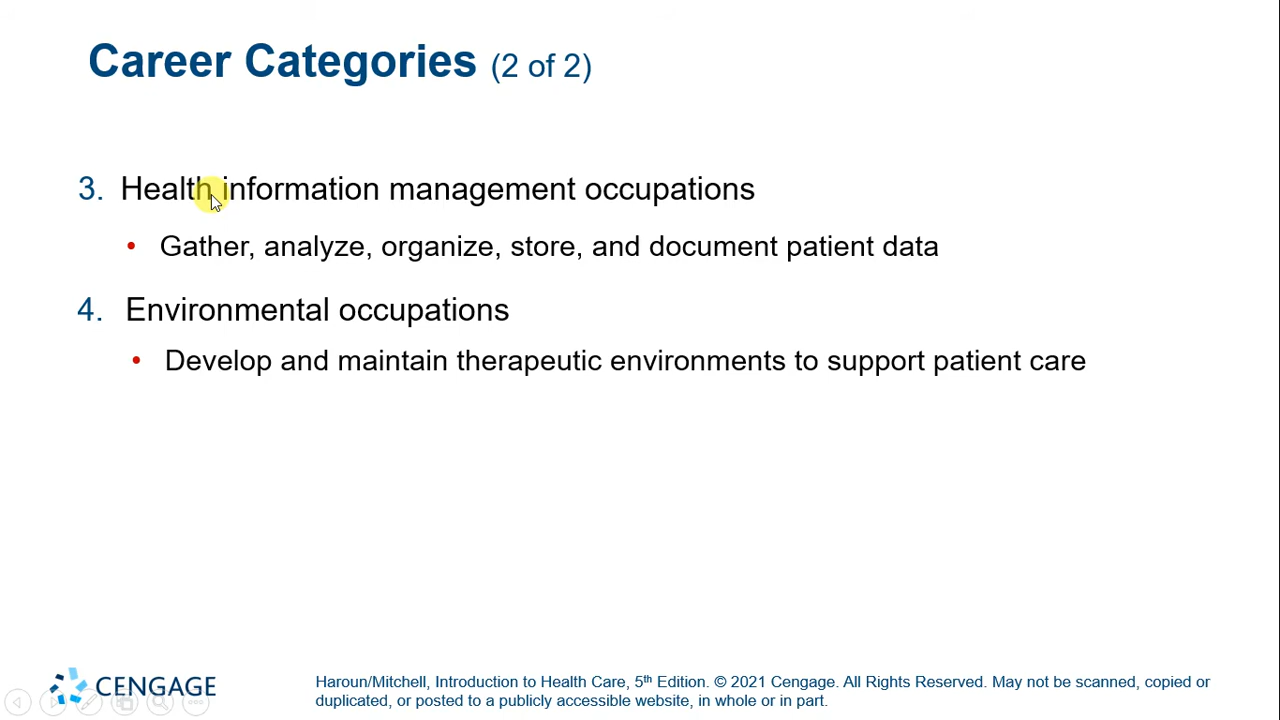 Career Categories (2 of 2)
3. Health information management occupations
• Gather, analyze, organize, store, and document patient data
4. Environmental occupations
• Develop and maintain therapeutic environments to support patient care
CENGAGE
Haroun/Mitchell, Introduction to Health Care, 5th Edition. © 2021 Cengage. All Rights Reserved. May not be scanned, copied or
duplicated, or posted to a publicly accessible website, in whole or in part.